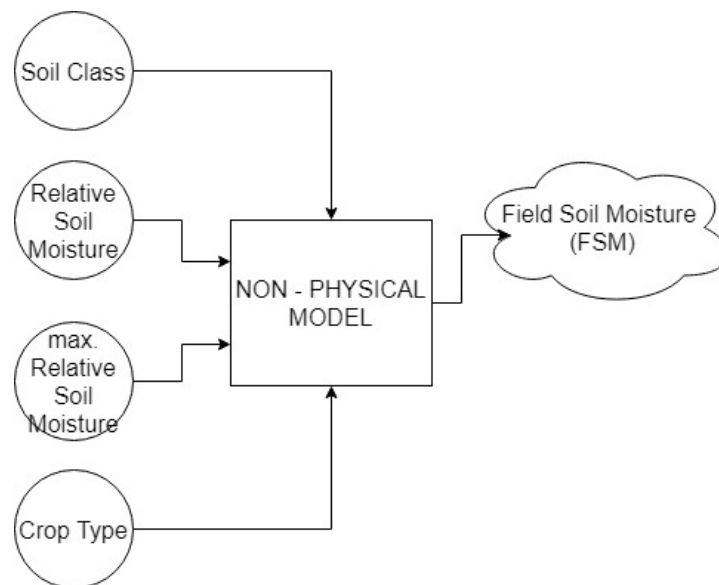 Soil Class
Relative
Soil
Moisture
max.
Relative
Soil
Moisture
Crop Type
NON - PHYSICAL
MODEL
Field Soil Moisture
(FSM)